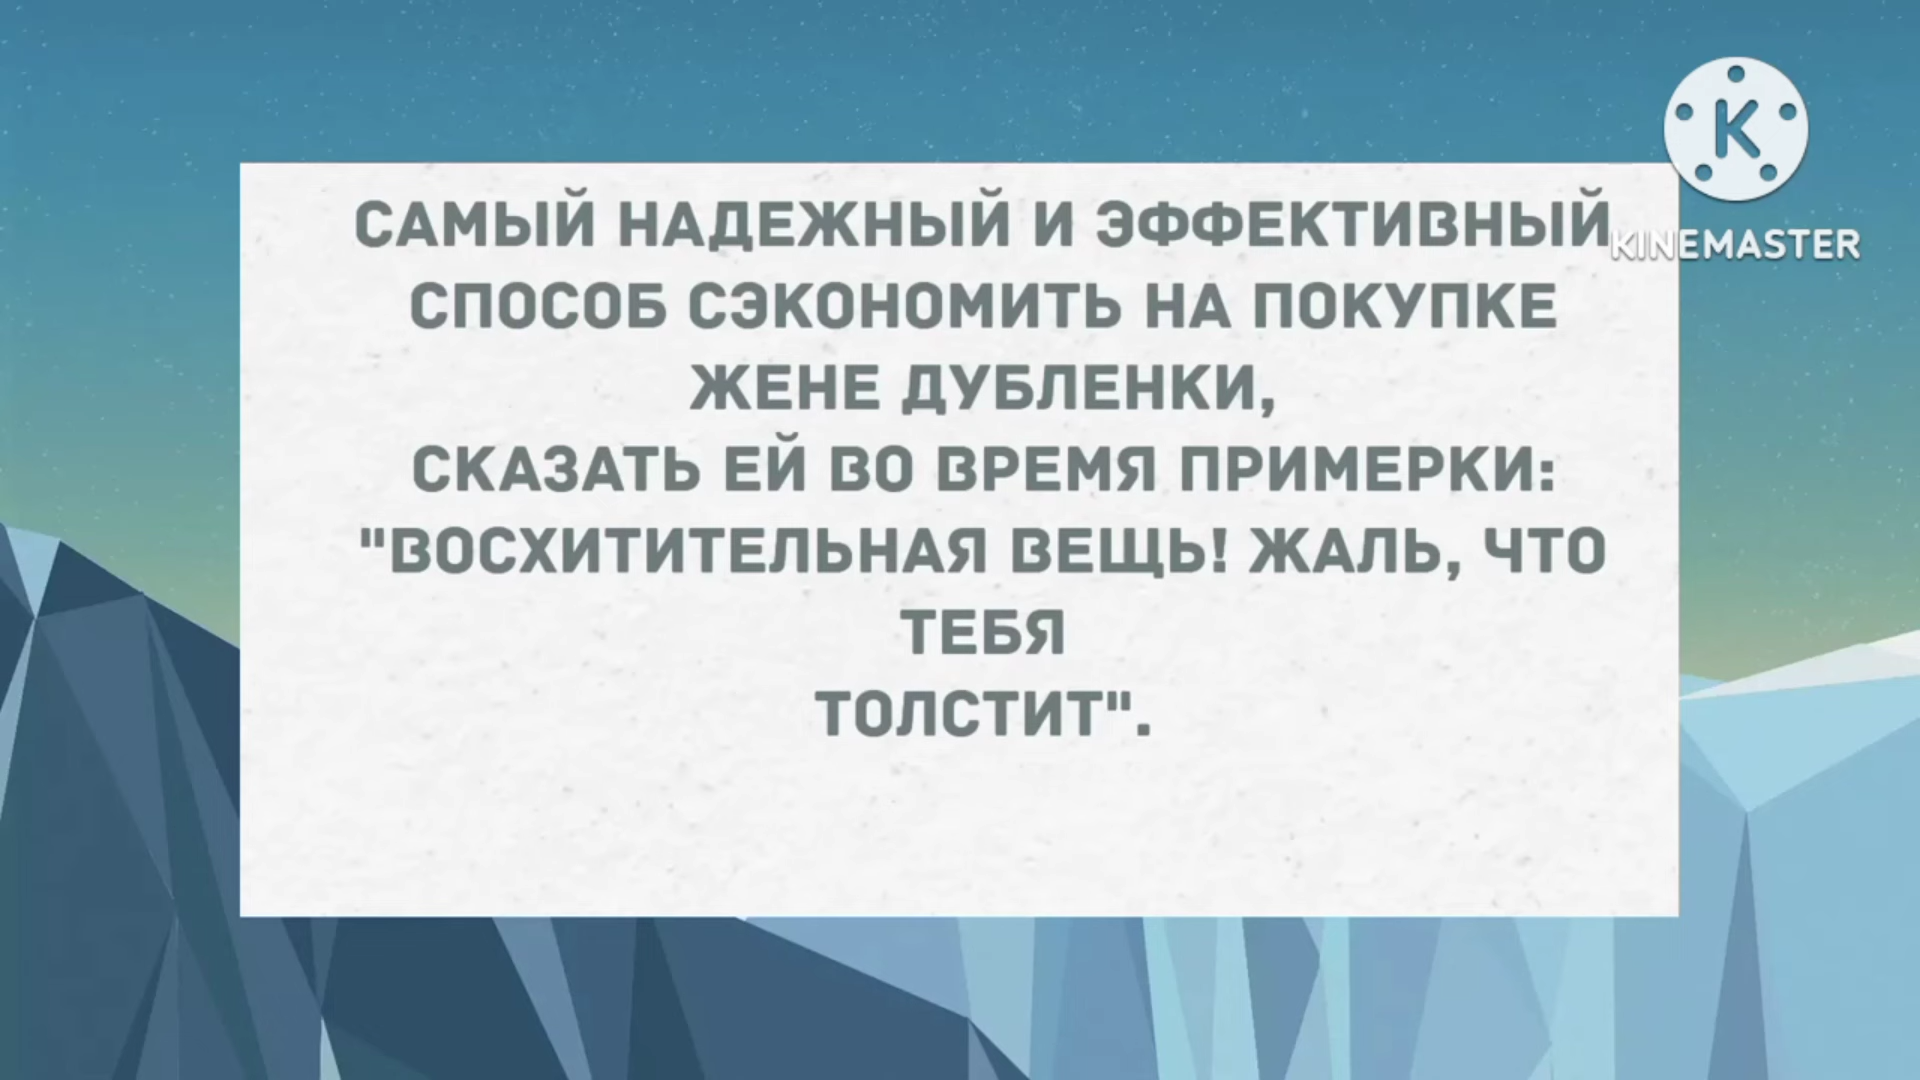 САМЫЙ НАДЕЖНЫЙ И ЭФФЕКТИВНЫЙ
СПОСОБ СЭКОНОМИТЬ НА ПОКУПКЕ
ЖЕНЕ ДУБЛЕНКИ,
СКАЗАТЬ ЕЙ ВО ВРЕМЯ ПРИМЕРКИ:
"ВОСХИТИТЕЛЬНАЯ ВЕЩЬ! ЖАЛЬ, ЧТО
ТЕБЯ
ТОЛСТИТ".
K
KINEMASTER